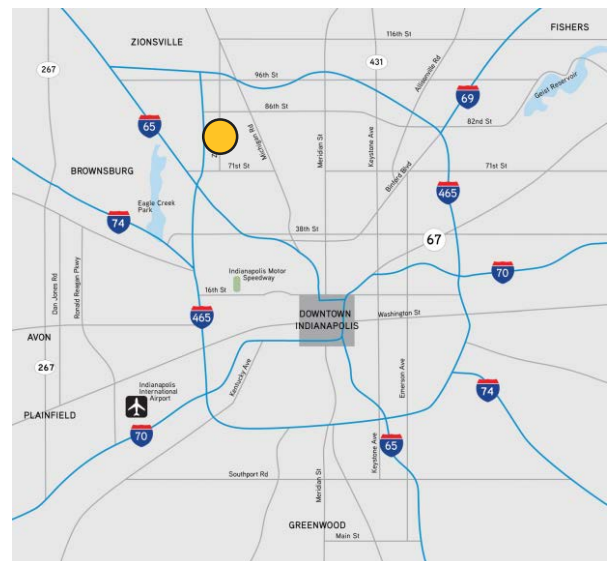 FISHERS
ZIONSVILLE
116th St
431
Allisonville Rd
267
96th St
69
Geist Reservoir
86th St
82nd St
65
Michigan Rd
Meridian St
Keystone Ave
Binford Blvd
71st St
71st St
BROWNSBURG
465
Eagle Creek
Park
74
38th St
67
70
Indianapolis Motor
Speedway
Dan Jones Rd
Ronald Reagan Pkwy
16th St
465
DOWNTOWN
INDIANAPOLIS
Washington St
AVON
267
Emerson Ave
Kentucky Ave
Indianapolis
International
Airport
74
PLAINFIELD
70
65
Keystone Ave
Southport Rd
Meridian St
GREENWOOD
Main St